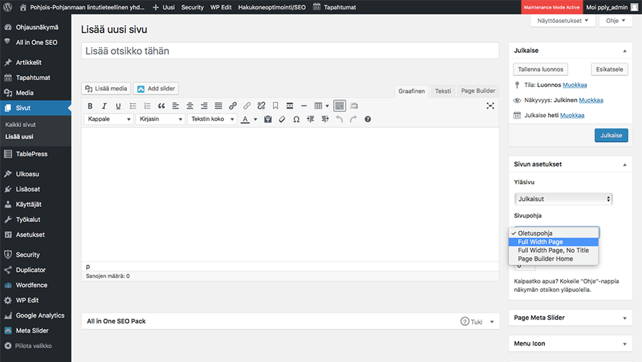 Pohjois-Pohjanmaan lintutieteellinen yhd... Uusi Security WP Edit Hakukoneoptimointi/SEO Tapahtumat Maintenance Mode Active Moi pply_admin
Näyttöasetukset Ohje
Ohjausnäkymä
All in One SEO
Artikkelit
Tapahtumat
Media
Sivut
Kaikki sivut
Lisää uusi
TablePress
Ulkoasu
Lisäosat
Käyttäjät
Työkalut
Asetukset
Security
Duplicator
Wordfence
WP Edit
Google Analytics
Meta Slider
Piilota valikko
Lisää uusi sivu
Lisää otsikko tähän
Lisää media Add slider
Graafinen Teksti Page Builder
B I U
Kappale Kirjasin Tekstin koko A
p
Sanojen määrä: 0
All in One SEO Pack Tuki
Julkaise
Tallenna luonnos Esikatsele
Tila: Luonnos Muokkaa
Näkyvyys: Julkinen Muokkaa
Julkaise heti Muokkaa
Julkaise
Sivun asetukset
Yläsivu
Julkaisut
Sivupohja
Oletuspohja
Full Width Page
Full Width Page, No Title
Page Builder Home
0
Kaipaatko apua? Kokeile "Ohje"-nappia
näkymän otsikon yläpuolella.
Page Meta Slider
Menu Icon